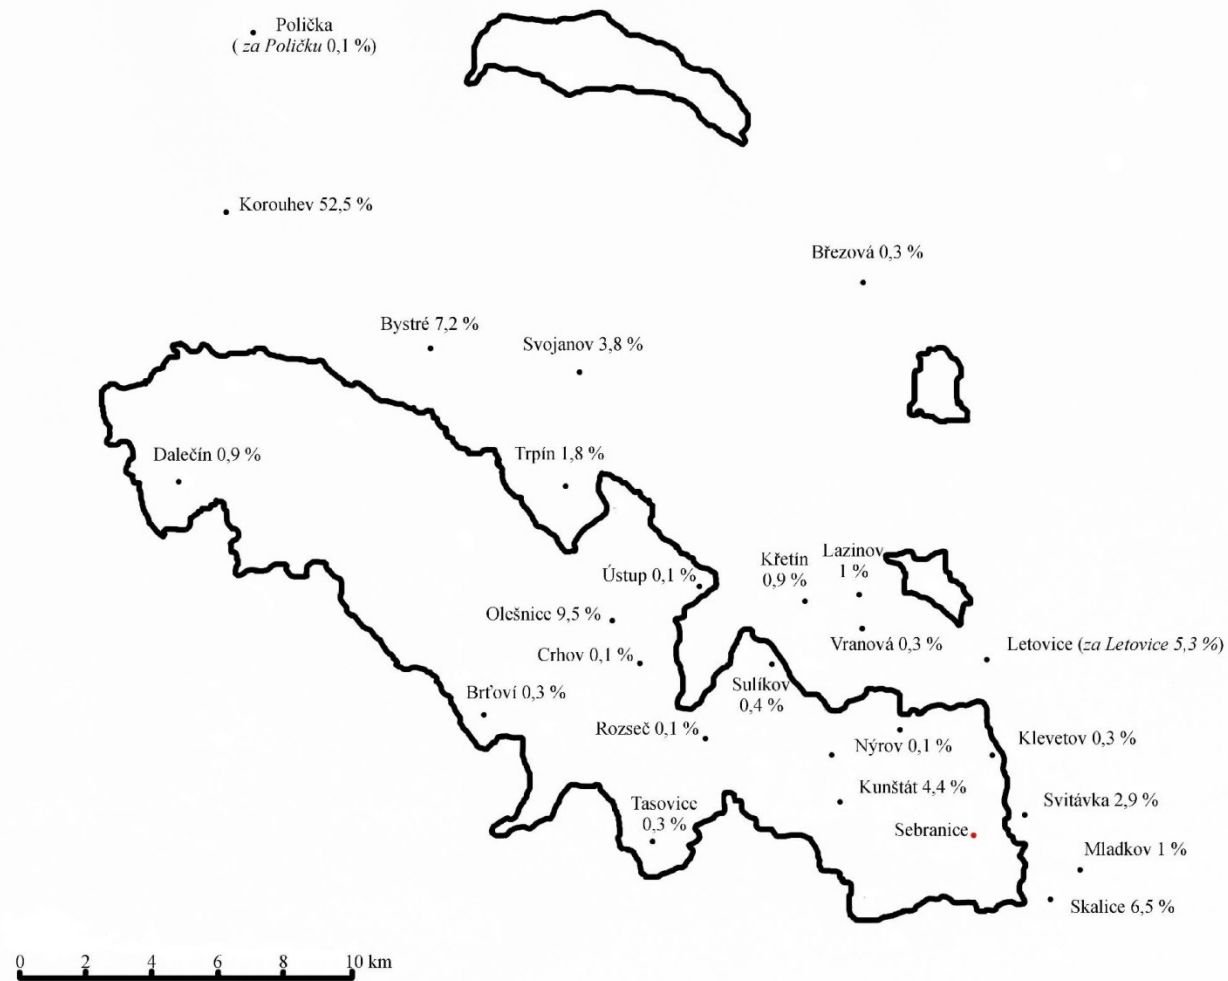 Polička
( za Poličku 0,1 %)
Korouhev 52,5 %
Březová 0,3 %
Bystré 7,2 %
Svojanov 3,8 %
Dalečín 0,9 %
Trpín 1,8 %
Lazinov
1 %
Křetín
0,9 %
Ústup 0,1 %
Olešnice 9,5 %
Vranová 0,3 %
Letovice (za Letovice 5,3 %)
Crhov 0,1 %
Sulíkov
0,4 %
Brťoví 0,3 %
Rozseč 0,1 %
Nýrov 0,1 %
Klevetov 0,3 %
Kunštát 4,4 %
Svitávka 2,9 %
Tasovice
0,3 %
Sebranice
Mladkov 1 %
Skalice 6,5 %
0 2 4 6 8 10 km